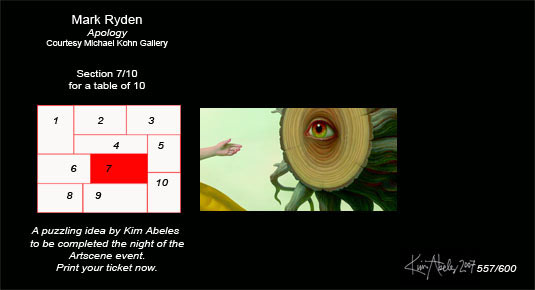 Mark Ryden
Apology
Courtesy Michael Kohn Gallery
Section 7/10
for a table of 10
1
2
3
4
5
6
7
8
9
10
A puzzling idea by Kim Abeles
to be completed the night of the
Artscene event.
Print your ticket now.
Kim Abeles 2007 557/600